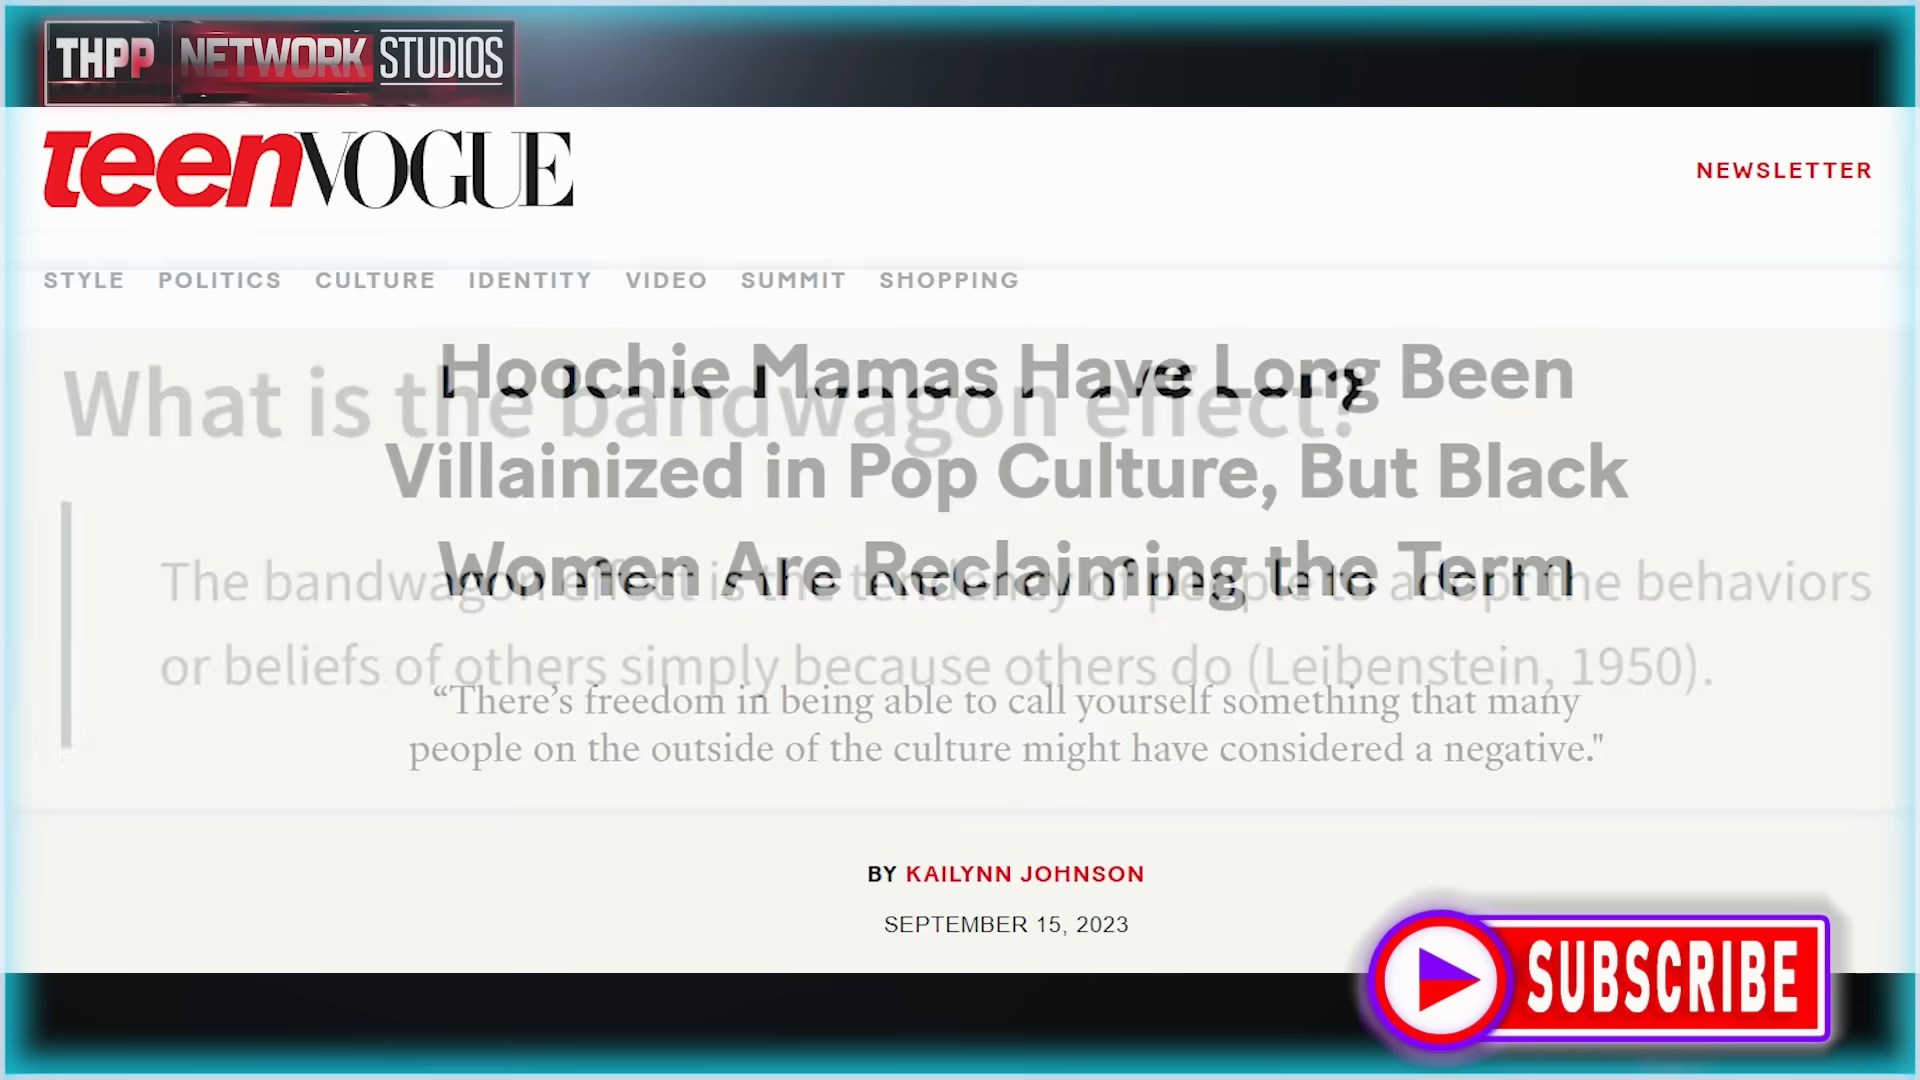 THPP NETWORK STUDIOS
teenVOGUE
NEWSLETTER
STYLE POLITICS CULTURE IDENTITY VIDEO SUMMIT SHOPPING
What is the bandwagon effect?
Hoochie Mamas Have Long Been
Villainized in Pop Culture, But Black
Women Are Reclaiming the Term
The bandwagon effect is the tendency of people to adopt the behaviors
or beliefs of others simply because others do (Leibenstein, 1950).
“There’s freedom in being able to call yourself something that many
people on the outside of the culture might have considered a negative."
BY KAILYNN JOHNSON
SEPTEMBER 15, 2023
SUBSCRIBE